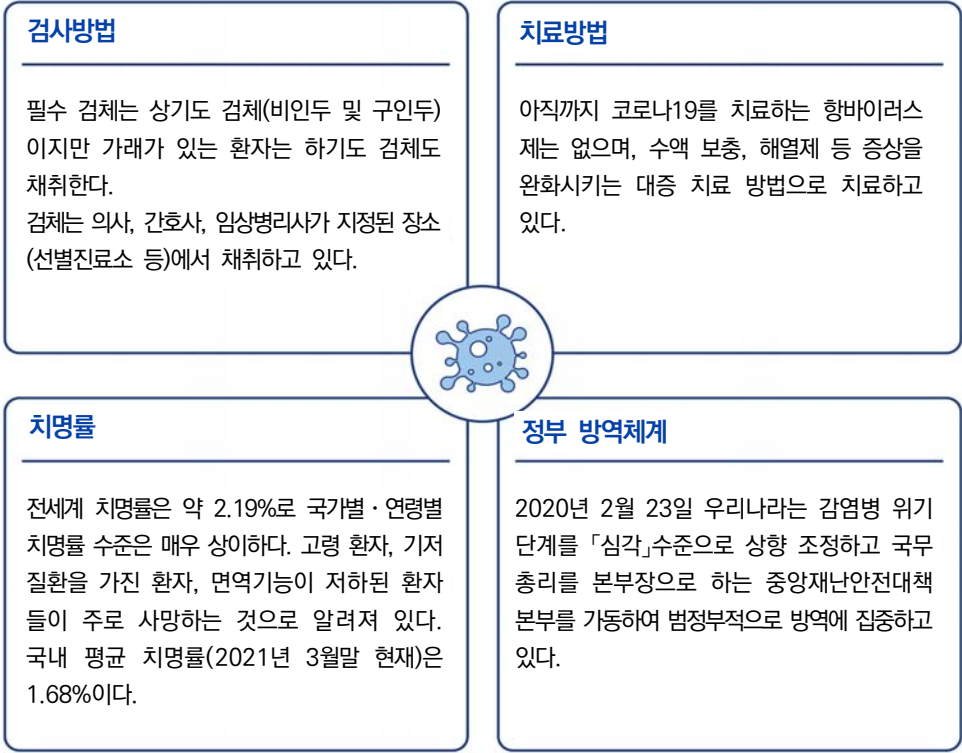 검사방법
필수 검체는 상기도 검체(비인두 및 구인두)
이지만 가래가 있는 환자는 하기도 검체도
채취한다.
검체는 의사, 간호사, 임상병리사가 지정된 장소
(선별진료소 등)에서 채취하고 있다.
치료방법
아직까지 코로나19를 치료하는 항바이러스
제는 없으며, 수액 보충, 해열제 등 증상을
완화시키는 대증 치료 방법으로 치료하고
있다.
치명률
전세계 치명률은 약 2.19%로 국가별·연령별
치명률 수준은 매우 상이하다. 고령 환자, 기저
질환을 가진 환자, 면역기능이 저하된 환자
들이 주로 사망하는 것으로 알려져 있다.
국내 평균 치명률(2021년 3월말 현재)은
1.68%이다.
정부 방역체계
2020년 2월 23일 우리나라는 감염병 위기
단계를 「심각」수준으로 상향 조정하고 국무
총리를 본부장으로 하는 중앙재난안전대책
본부를 가동하여 범정부적으로 방역에 집중하고
있다.